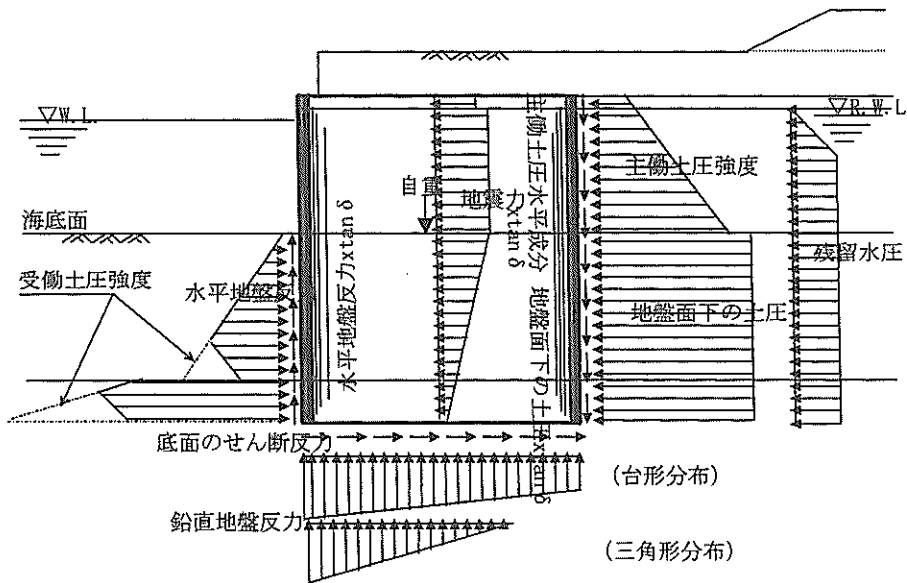 W.L.
R.W.L
自重
地震力
主働土圧強度
主働土圧水平成分xtanδ
海底面
受働土圧強度
水平地盤反
水平地盤反力xtanδ
残留水圧
地盤面下の土圧
地盤面下の土圧xtanδ
底面のせん断反力
(台形分布)
鉛直地盤反力
(三角形分布)